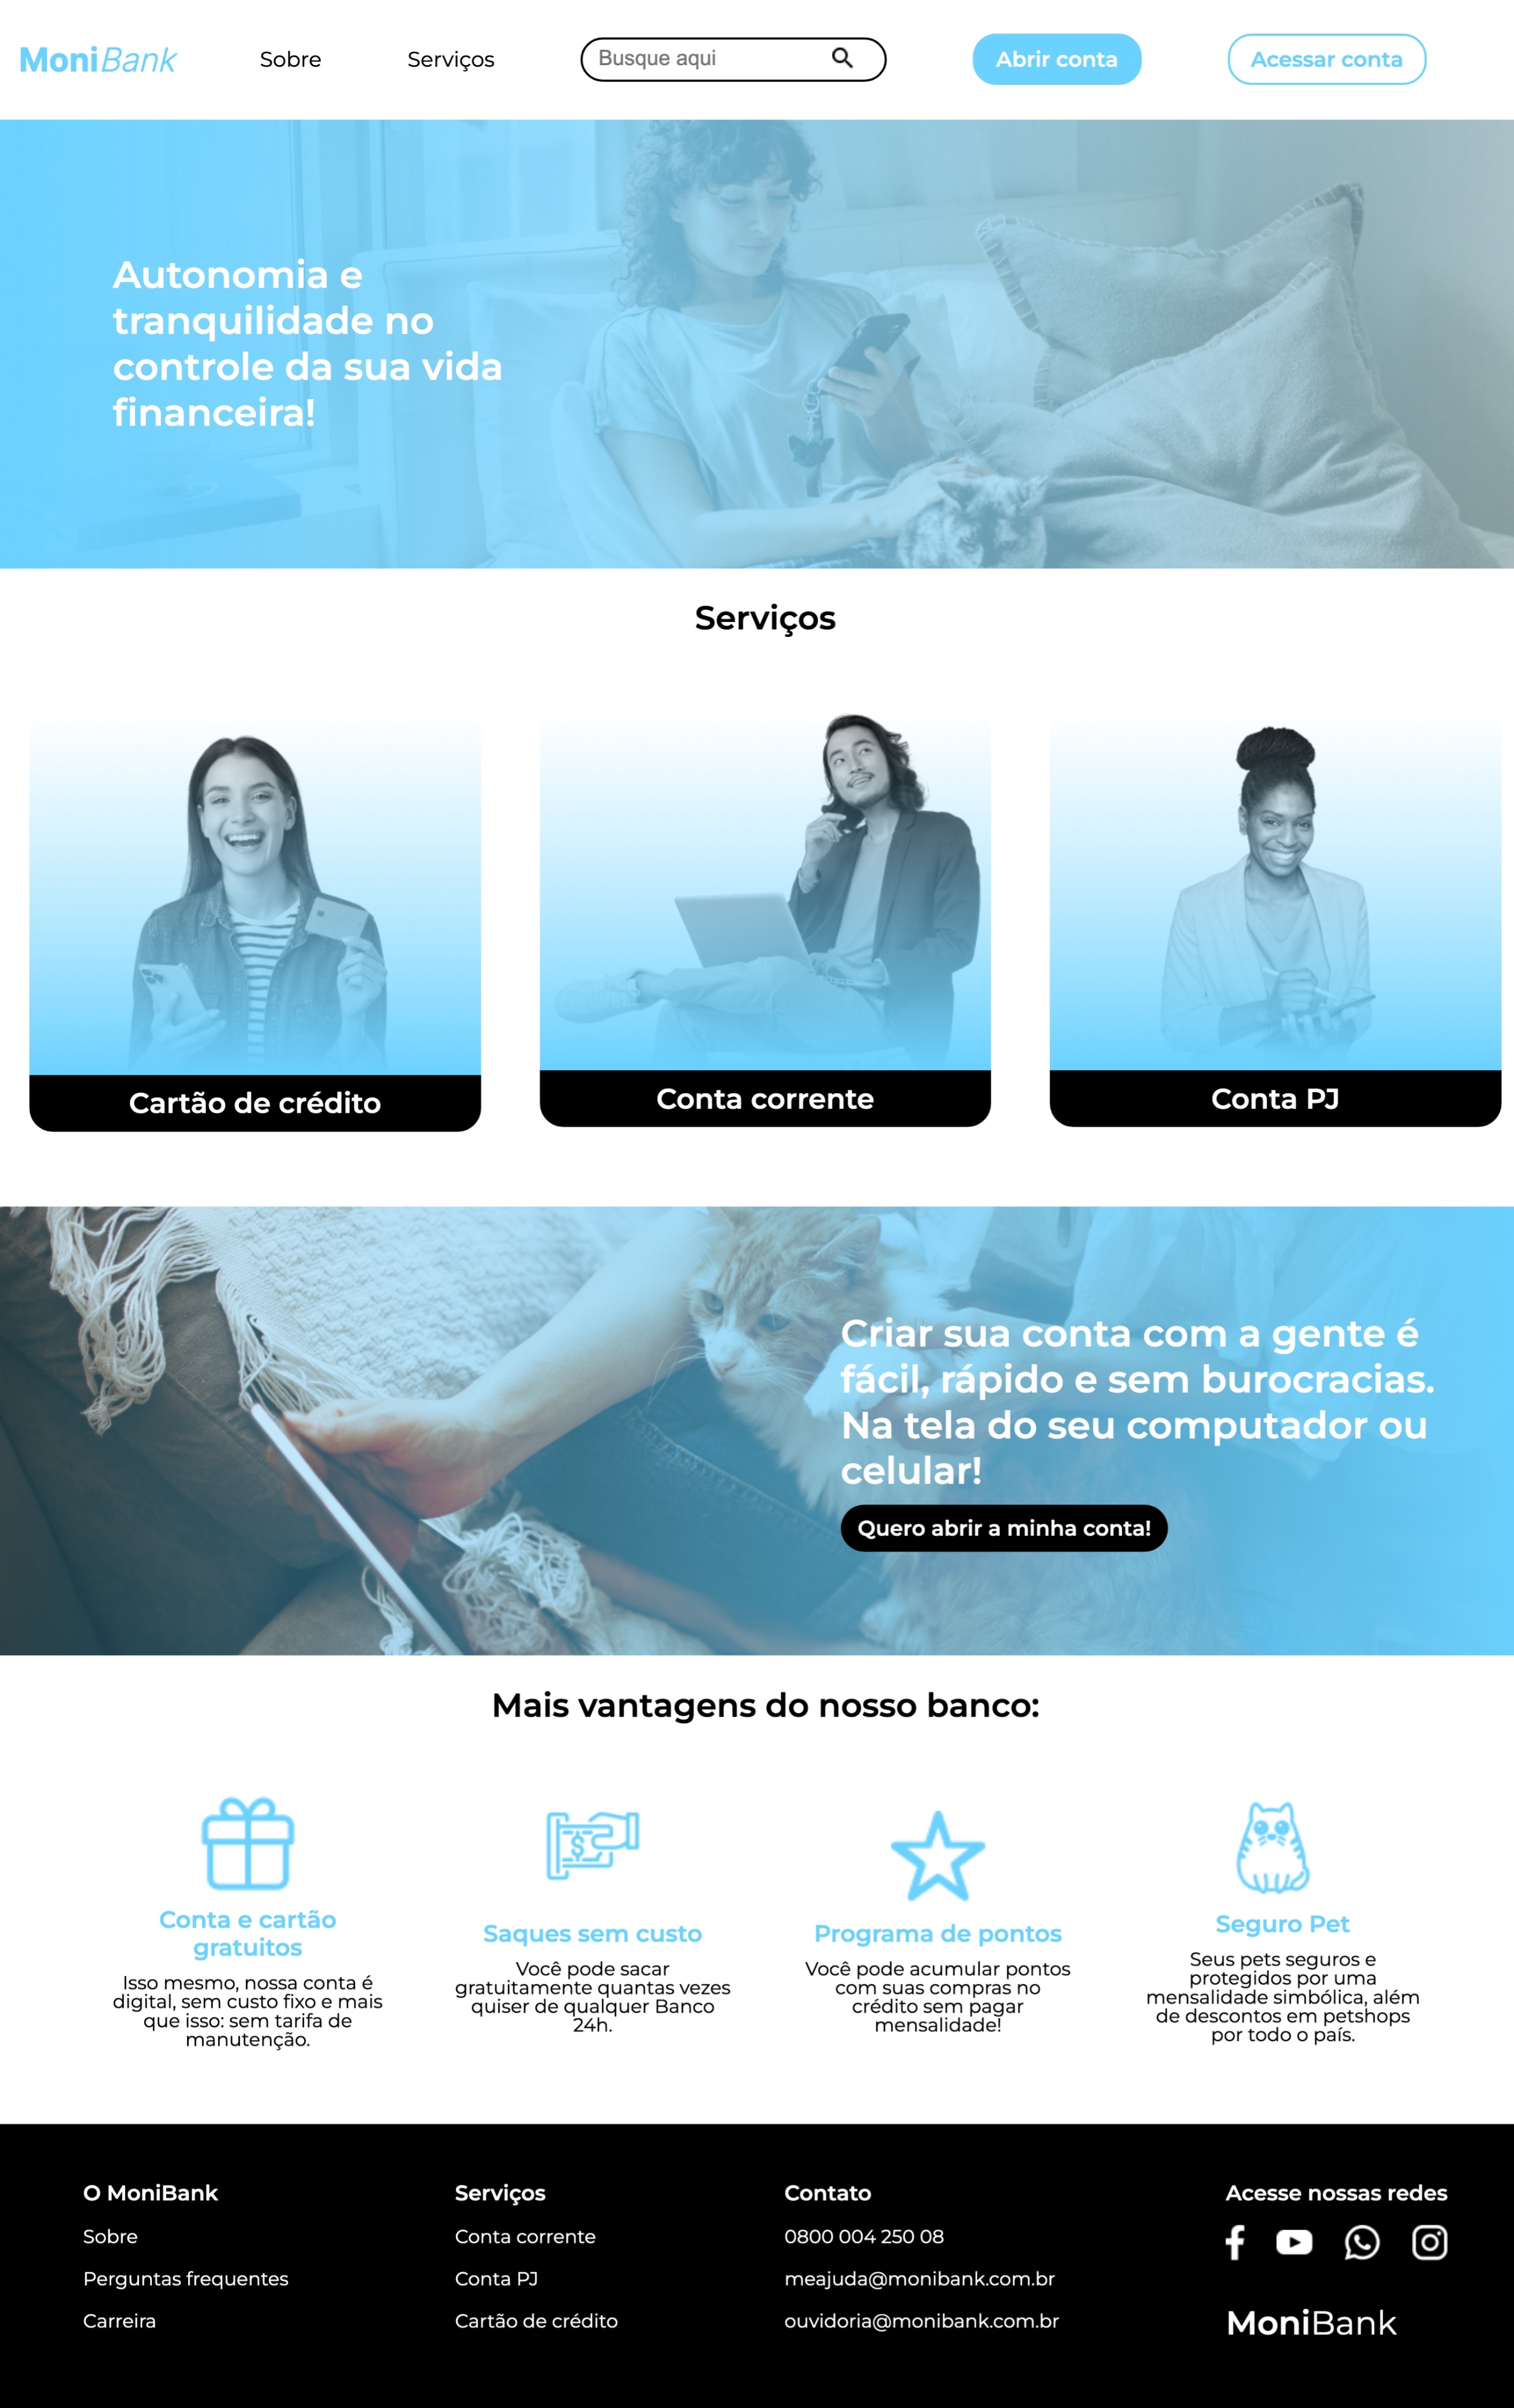 MoniBank
Sobre
Serviços
Busque aqui
Abrir conta
Acessar conta
Autonomia e
tranquilidade no
controle da sua vida
financeira!
Serviços
Cartão de crédito
Conta corrente
Conta PJ
Criar sua conta com a gente é
fácil, rápido e sem burocracias.
Na tela do seu computador ou
celular!
Quero abrir a minha conta!
Mais vantagens do nosso banco:
Conta e cartão
gratuitos
Isso mesmo, nossa conta é
digital, sem custo fixo e mais
que isso: sem tarifa de
manutenção.
Saques sem custo
Você pode sacar
gratuitamente quantas vezes
quiser de qualquer Banco
24h.
Programa de pontos
Você pode acumular pontos
com suas compras no
crédito sem pagar
mensalidade!
Seguro Pet
Seus pets seguros e
protegidos por uma
mensalidade simbólica, além
de descontos em petshops
por todo o país.
O MoniBank
Sobre
Perguntas frequentes
Carreira
Serviços
Conta corrente
Conta PJ
Cartão de crédito
Contato
0800 004 250 08
meajuda@monibank.com.br
ouvidoria@monibank.com.br
Acesse nossas redes
MoniBank